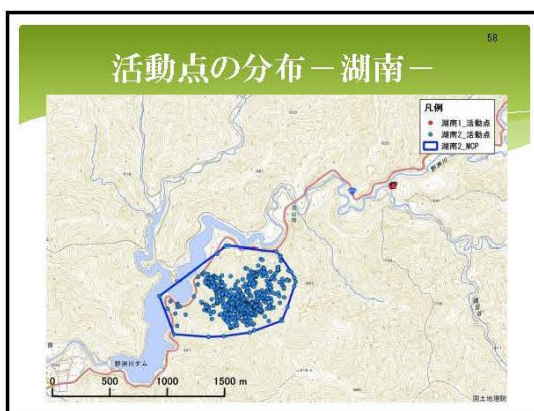 58
活動点の分布－湖南－
凡例
湖南1_活動点
湖南2_活動点
湖南2_MCP
野洲川
野洲川ダム
0 500 1000 1500 m
国土地理院